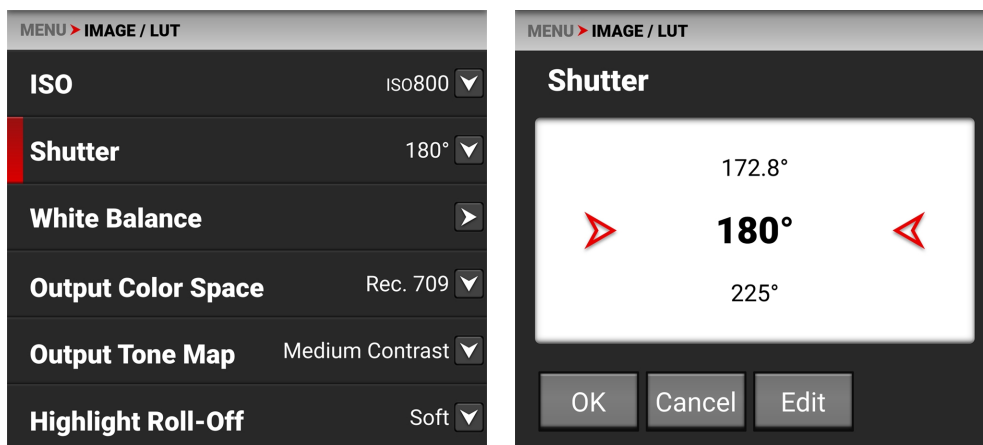 MENU IMAGE / LUT
ISO ISO800
Shutter 180°
White Balance
Output Color Space Rec. 709
Output Tone Map Medium Contrast
Highlight Roll-Off Soft
MENU IMAGE / LUT
Shutter
172.8°
180°
225°
OK Cancel Edit